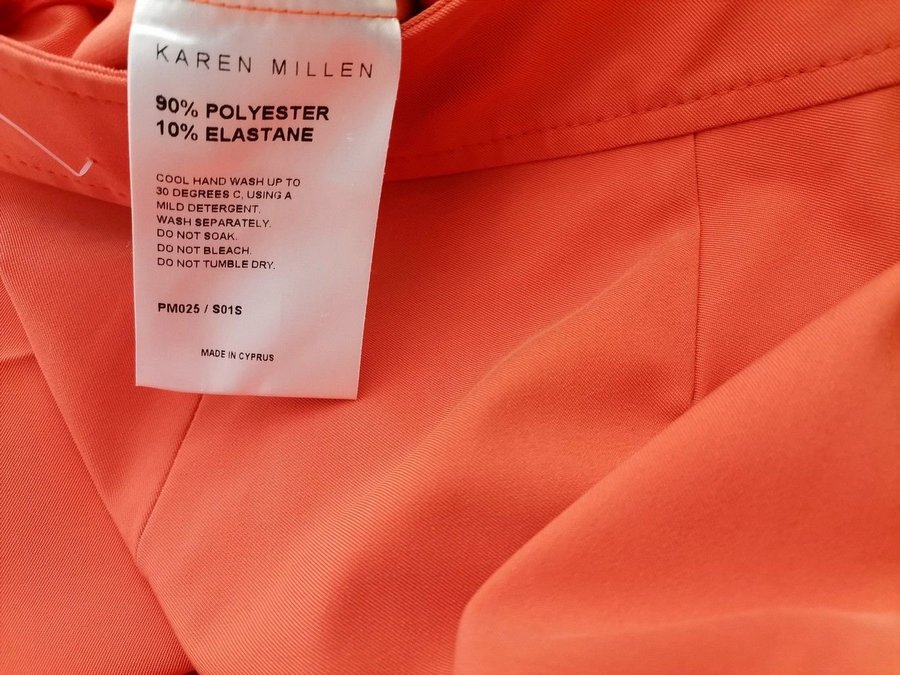 KAREN MILLEN
90% POLYESTER
10% ELASTANE
COOL HAND WASH UP TO
30 DEGREES C, USING A
MILD DETERGENT.
WASH SEPARATELY.
DO NOT SOAK.
DO NOT BLEACH.
DO NOT TUMBLE DRY.
PM025 / S01S
MADE IN CYPRUS